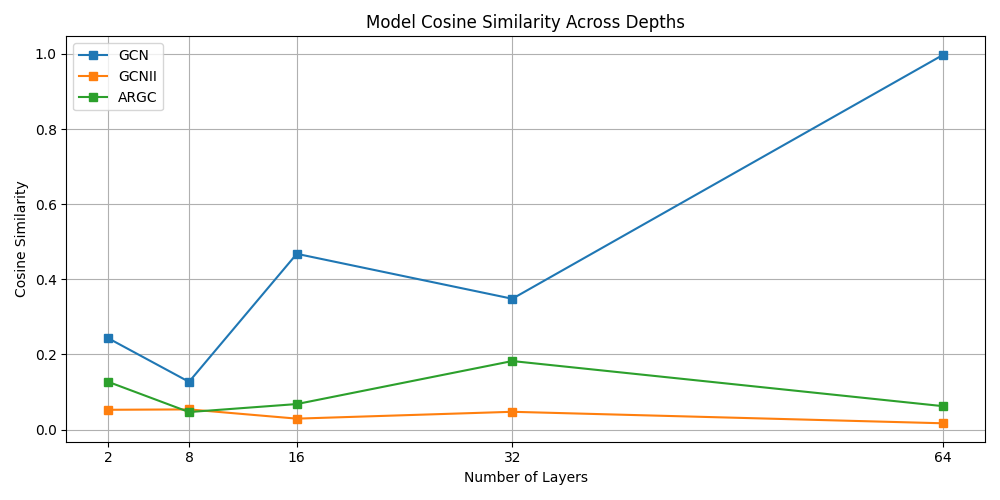 Model Cosine Similarity Across Depths
GCN
GCNII
ARGC
1.0
0.8
0.6
0.4
0.2
0.0
Cosine Similarity
2 8 16 32 64
Number of Layers